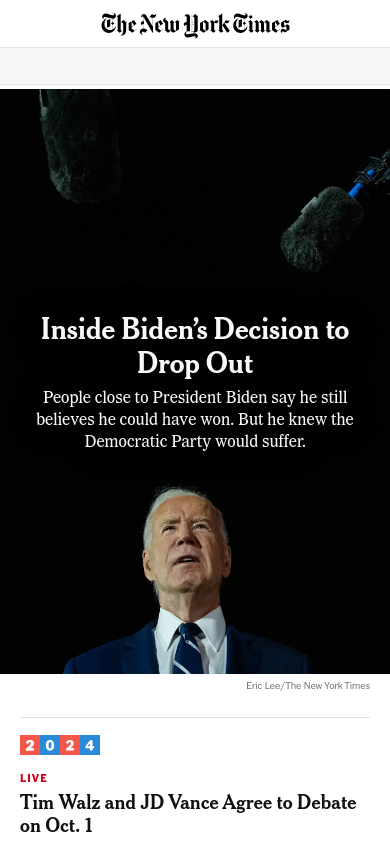 The New York Times
Inside Biden’s Decision to
Drop Out
People close to President Biden say he still
believes he could have won. But he knew the
Democratic Party would suffer.
Eric Lee/The New York Times
2024
LIVE
Tim Walz and JD Vance Agree to Debate
on Oct. 1